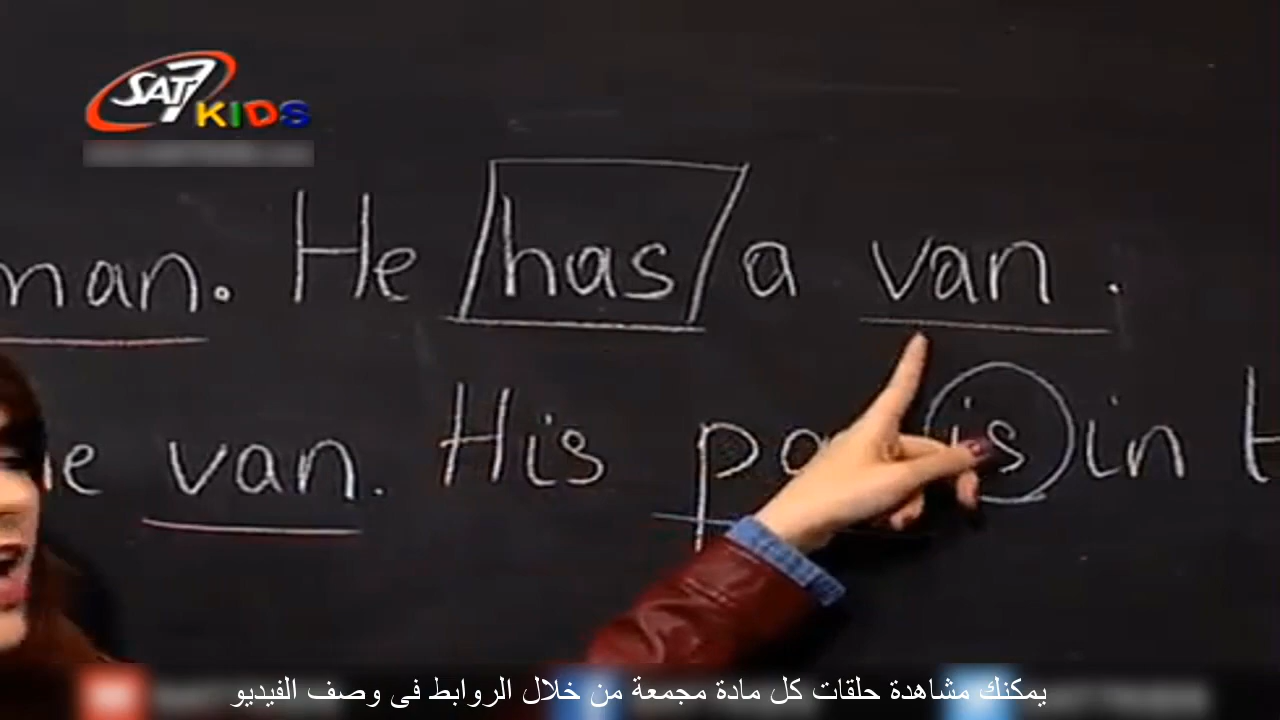 SAT7
KIDS
man. He has a van.
van. His is in
يمكنك مشاهدة حلقات كل مادة مجمعة من خلال الروابط فى وصف الفيديو